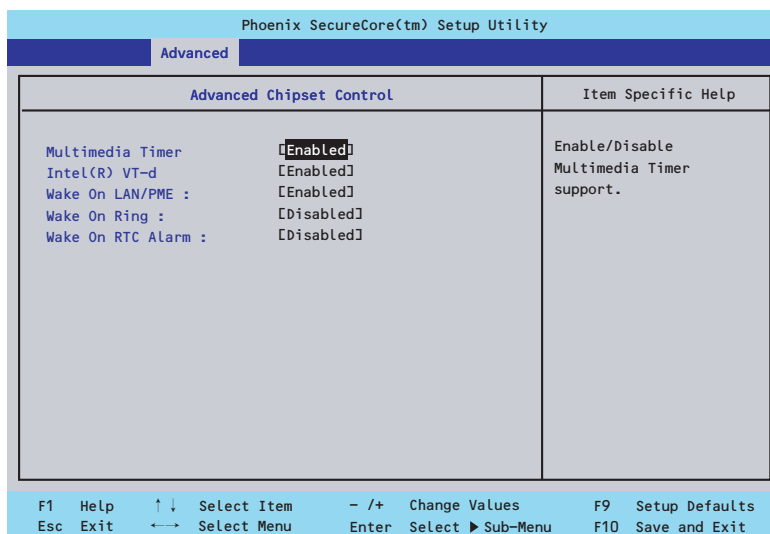 Phoenix SecureCore(tm) Setup Utility
Advanced
Advanced Chipset Control
Item Specific Help
Multimedia Timer [Enabled]
Intel(R) VT-d [Enabled]
Wake On LAN/PME : [Enabled]
Wake On Ring : [Disabled]
Wake On RTC Alarm : [Disabled]
Enable/Disable
Multimedia Timer
support.
F1 Help ↑↓ Select Item - /+ Change Values F9 Setup Defaults
Esc Exit ←→ Select Menu Enter Select ▶ Sub-Menu F10 Save and Exit